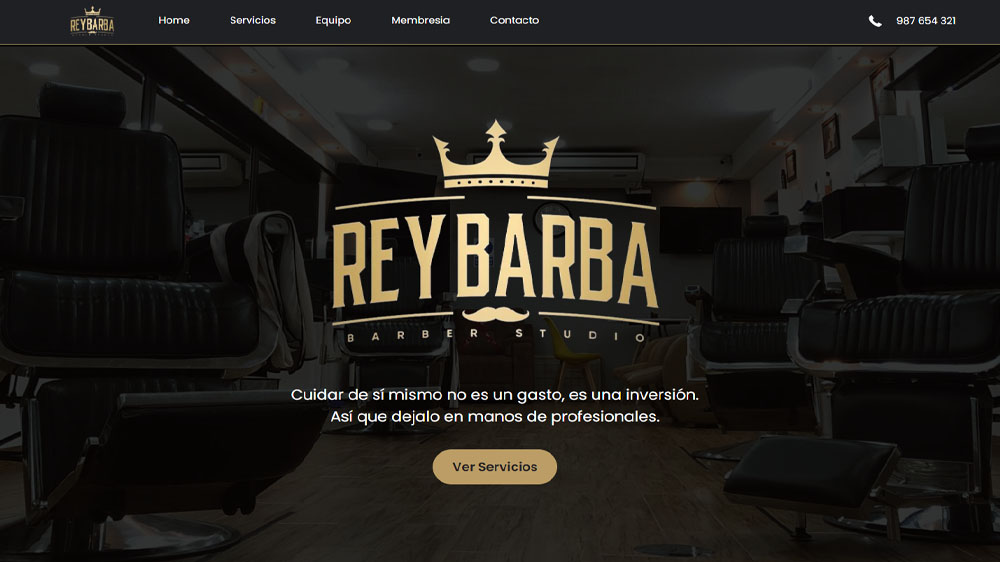 REYBARBA
Home
Servicios
Equipo
Membresia
Contacto
987 654 321
REYBARBA
BARBER STUDIO
Cuidar de sí mismo no es un gasto, es una inversión.
Así que dejalo en manos de profesionales.
Ver Servicios